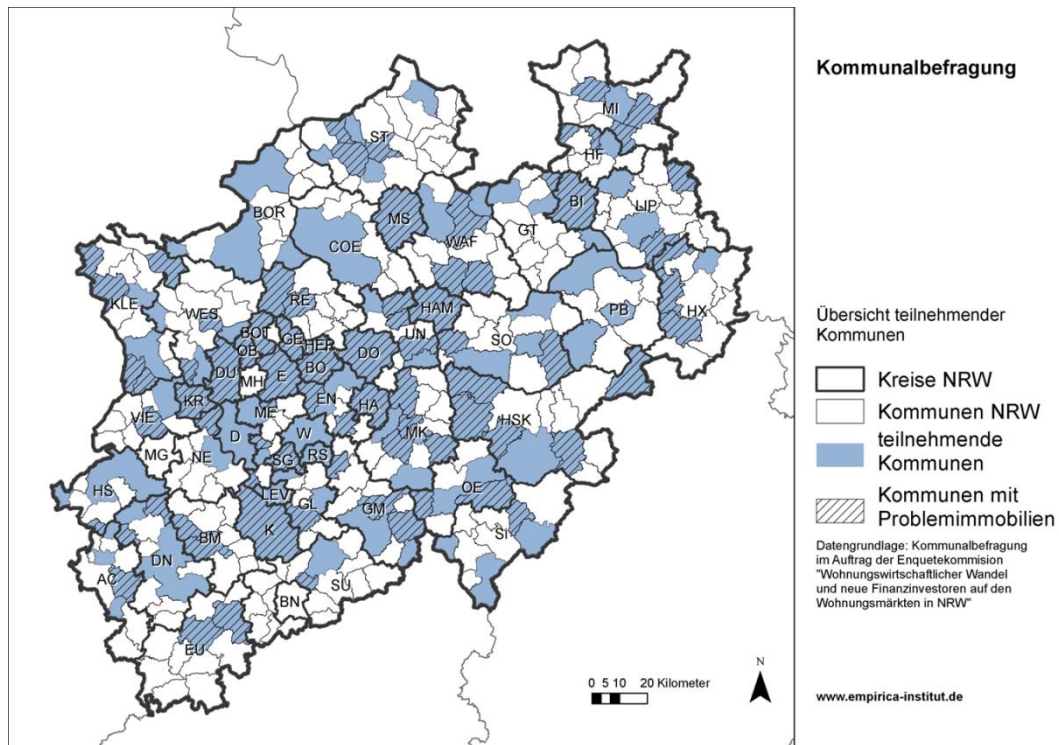 Kommunalbefragung
Übersicht teilnehmender
Kommunen
Kreise NRW
Kommunen NRW
teilnehmende
Kommunen
Kommunen mit
Problemimmobilien
Datengrundlage: Kommunalbefragung
im Auftrag der Enquetekommision
"Wohnungswirtschaftlicher Wandel
und neue Finanzinvestoren auf den
Wohnungsmärkten in NRW"
www.empirica-institut.de
MI
ST
HF
BOR
MS
BI
LIP
COE
WAF
GT
KLE
RE
HAM
WES
PB
HX
BOT
GE
HER
UN
SO
OB
DO
DU
MH
E
BO
KR
EN
HA
VIE
ME
HSK
D
W
MK
MG
NE
SG
RS
HS
LEV
GL
OE
K
GM
BM
SI
DN
AC
SU
BN
EU
N
0 5 10 20 Kilometer